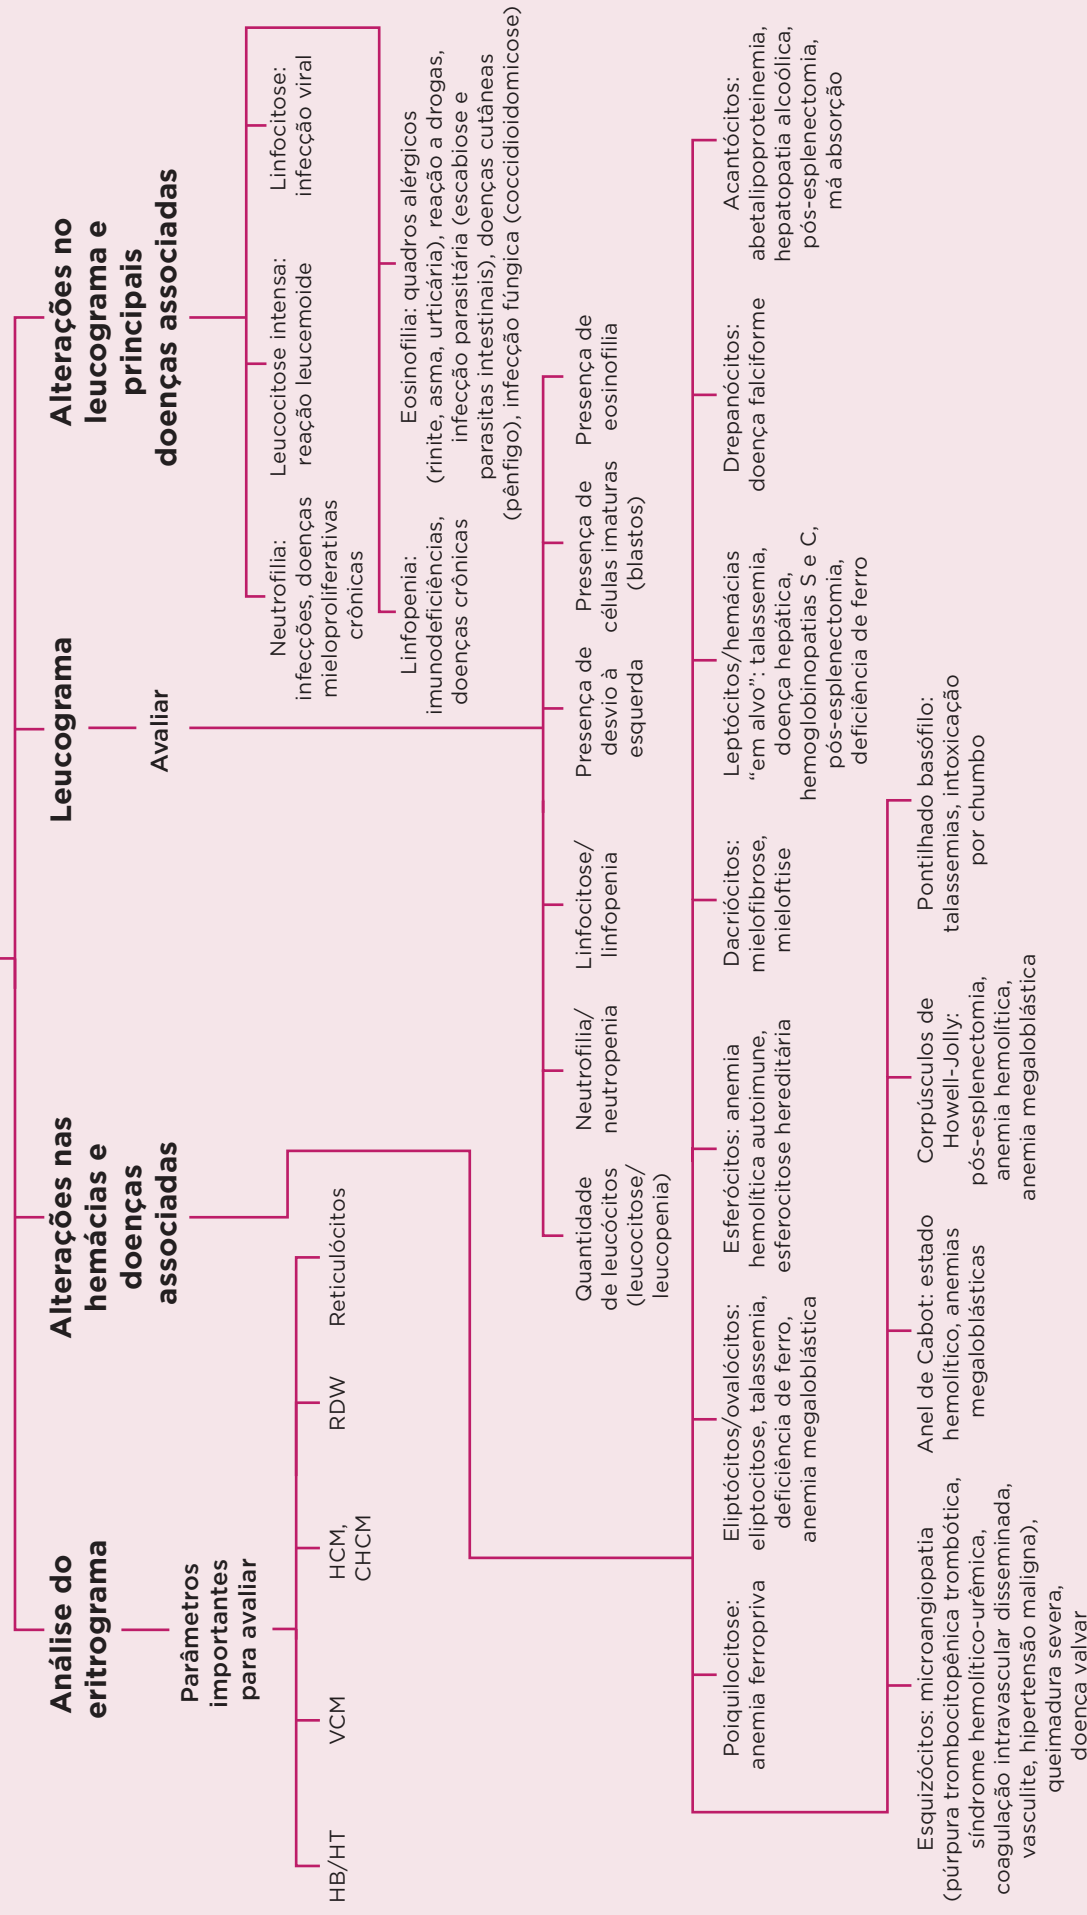 Análise do
eritrograma
Parâmetros
importantes
para avaliar
HB/HT
VCM
HCM,
CHCM
RDW
Reticulócitos
Alterações nas
hemácias e
doenças
associadas
Poiquilocitose:
anemia ferropriva
Eliptócitos/ovalócitos:
eliptocitose, talassemia,
deficiência de ferro,
anemia megaloblástica
Esferócitos: anemia
hemolítica autoimune,
esferocitose hereditária
Dacriócitos:
mielofibrose,
mieloftise
Leptócitos/hemácias
“em alvo”: talassemia,
doença hepática,
hemoglobinopatias S e C,
pós-esplenectomia,
deficiência de ferro
Drepanócitos:
doença falciforme
Acantócitos:
abetalipoproteinemia,
hepatopatia alcoólica,
pós-esplenectomia,
má absorção
Esquizócitos: microangiopatia
(púrpura trombocitopênica trombótica,
síndrome hemolítico-urêmica,
coagulação intravascular disseminada,
vasculite, hipertensão maligna),
queimadura severa,
doença valvar
Anel de Cabot: estado
hemolítico, anemias
megaloblásticas
Corpúsculos de
Howell-Jolly:
pós-esplenectomia,
anemia hemolítica,
anemia megaloblástica
Pontilhado basófilo:
talassemias, intoxicação
por chumbo
Leucograma
Avaliar
Quantidade
de leucócitos
(leucocitose/
leucopenia)
Neutrofilia/
neutropenia
Linfocitose/
linfopenia
Presença de
desvio à
esquerda
Presença de
células imaturas
(blastos)
Presença de
eosinofilia
Alterações no
leucograma e
principais
doenças associadas
Neutrofilia:
infecções, doenças
mieloproliferativas
crônicas
Leucocitose intensa:
reação leucemoide
Linfocitose:
infecção viral
Linfopenia:
imunodeficiências,
doenças crônicas
Eosinofilia: quadros alérgicos
(rinite, asma, urticária), reação a drogas,
infecção parasitária (escabiose e
parasitas intestinais), doenças cutâneas
(pênfigo), infecção fúngica (coccidioidomicose)